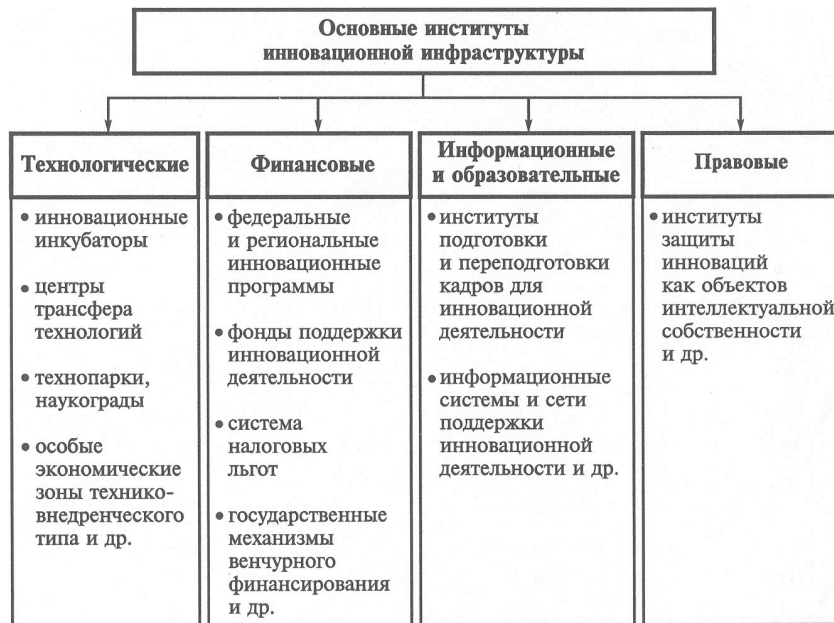 Основные институты
инновационной инфраструктуры
Технологические
• инновационные
инкубаторы
• центры
трансфера
технологий
• технопарки,
наукограды
• особые
экономические
зоны технико-
внедренческого
типа и др.
Финансовые
• федеральные
и региональные
инновационные
программы
• фонды поддержки
инновационной
деятельности
• система
налоговых
льгот
• государственные
механизмы
венчурного
финансирования
и др.
Информационные
и образовательные
• институты
подготовки
и переподготовки
кадров для
инновационной
деятельности
• информационные
системы и сети
поддержки
инновационной
деятельности и др.
Правовые
• институты
защиты
инноваций
как объектов
интеллектуальной
собственности
и др.